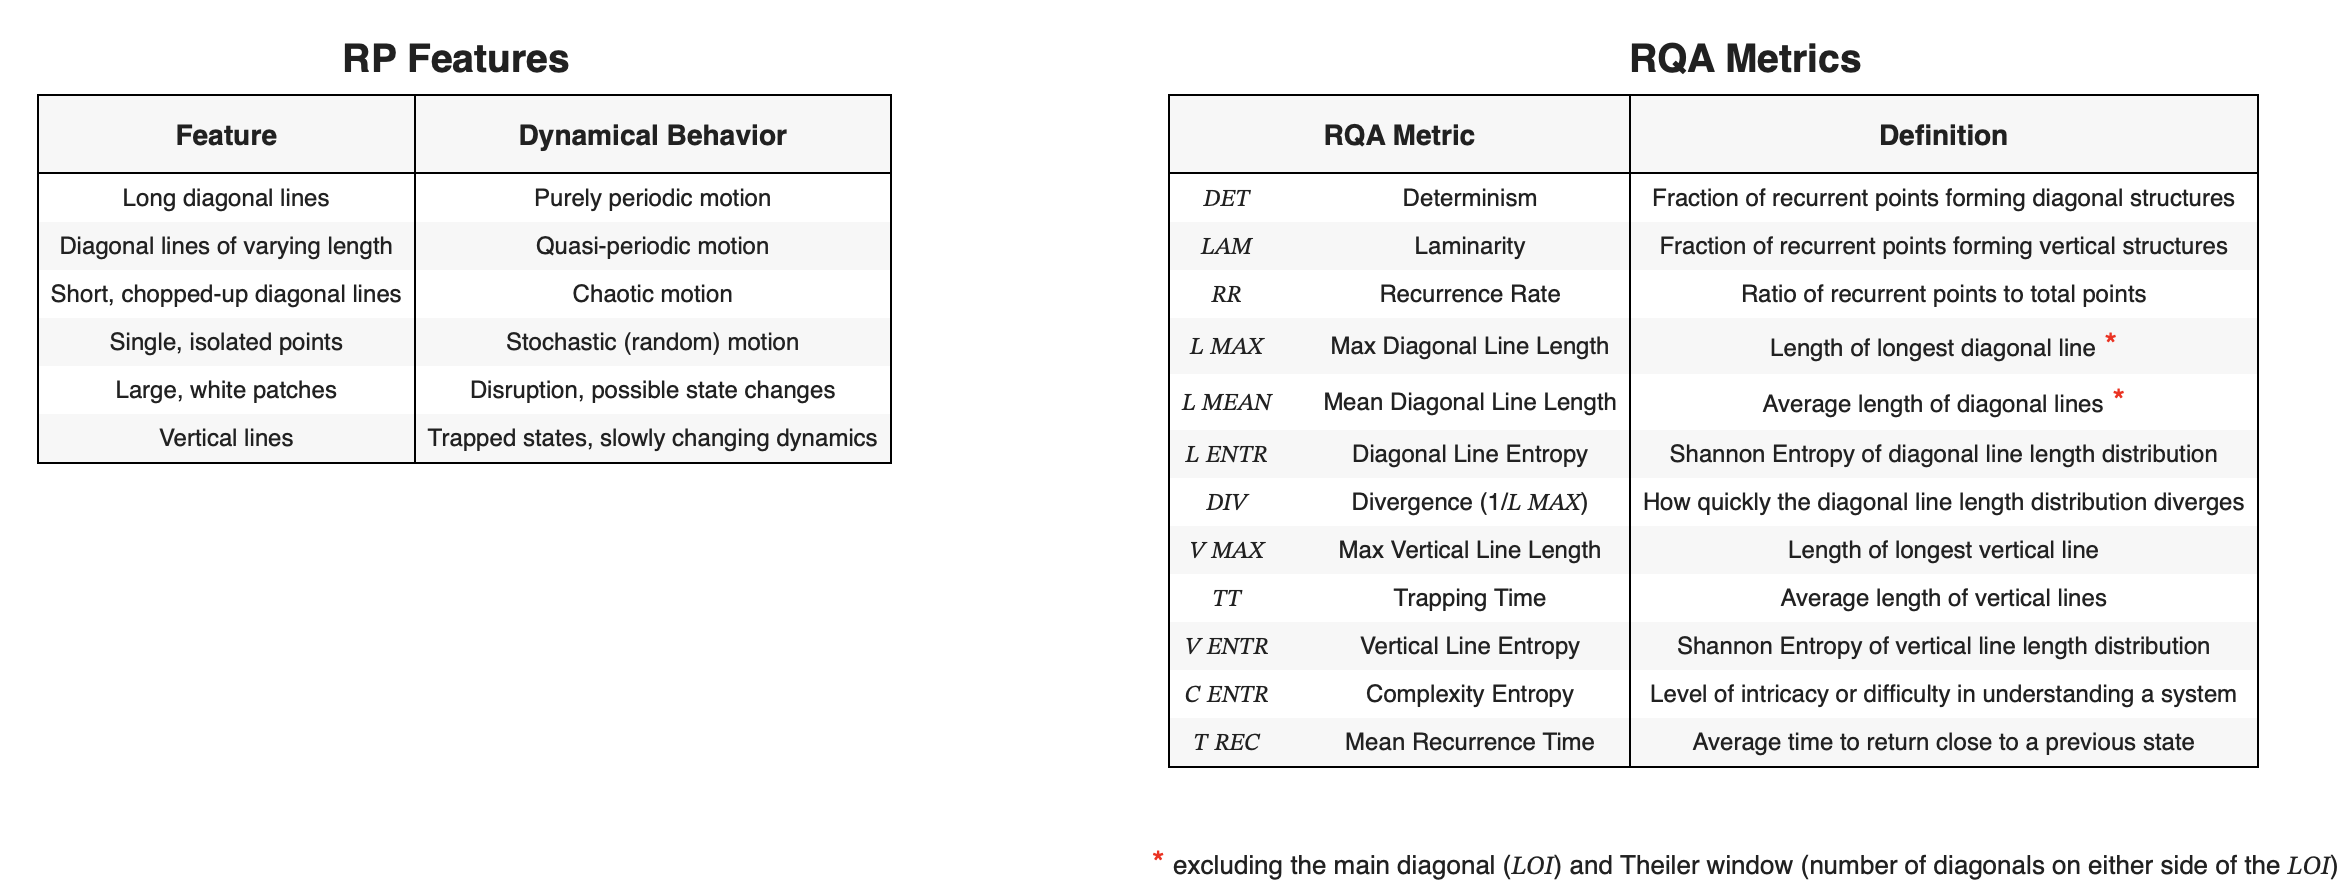 RP Features
Feature Dynamical Behavior
Long diagonal lines Purely periodic motion
Diagonal lines of varying length Quasi-periodic motion
Short, chopped-up diagonal lines Chaotic motion
Single, isolated points Stochastic (random) motion
Large, white patches Disruption, possible state changes
Vertical lines Trapped states, slowly changing dynamics
RQA Metrics
RQA Metric Definition
DET Determinism Fraction of recurrent points forming diagonal structures
LAM Laminarity Fraction of recurrent points forming vertical structures
RR Recurrence Rate Ratio of recurrent points to total points
L MAX Max Diagonal Line Length Length of longest diagonal line *
L MEAN Mean Diagonal Line Length Average length of diagonal lines *
L ENTR Diagonal Line Entropy Shannon Entropy of diagonal line length distribution
DIV Divergence (1/L MAX) How quickly the diagonal line length distribution diverges
V MAX Max Vertical Line Length Length of longest vertical line
TT Trapping Time Average length of vertical lines
V ENTR Vertical Line Entropy Shannon Entropy of vertical line length distribution
C ENTR Complexity Entropy Level of intricacy or difficulty in understanding a system
T REC Mean Recurrence Time Average time to return close to a previous state
* excluding the main diagonal (LOI) and Theiler window (number of diagonals on either side of the LOI)